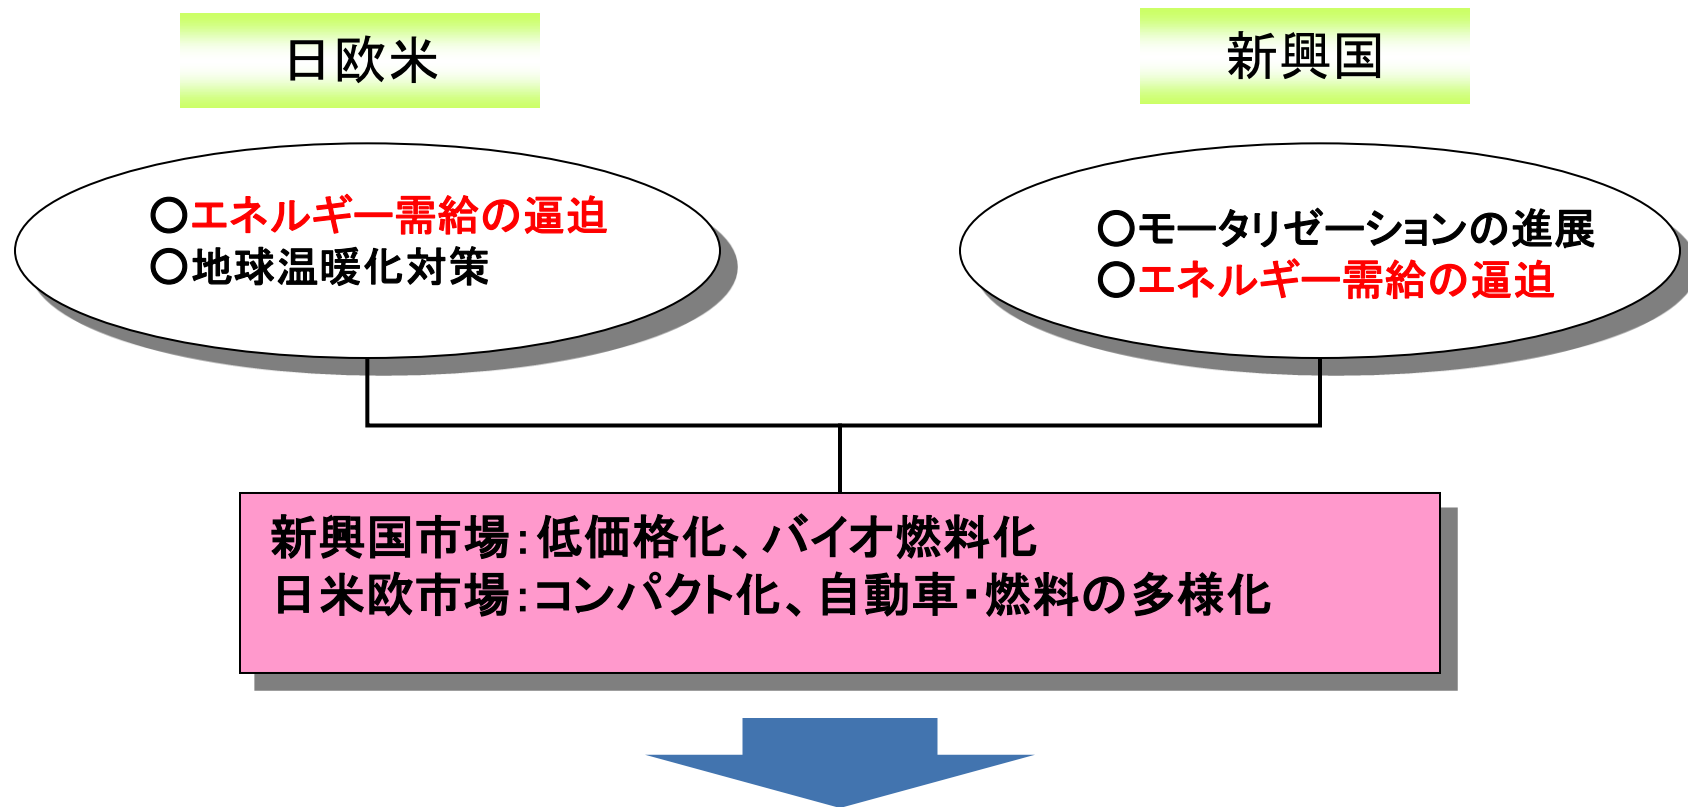 日欧米
新興国
○エネルギー需給の逼迫
○地球温暖化対策
○モータリゼーションの進展
○エネルギー需給の逼迫
新興国市場：低価格化、バイオ燃料化
日米欧市場：コンパクト化、自動車・燃料の多様化